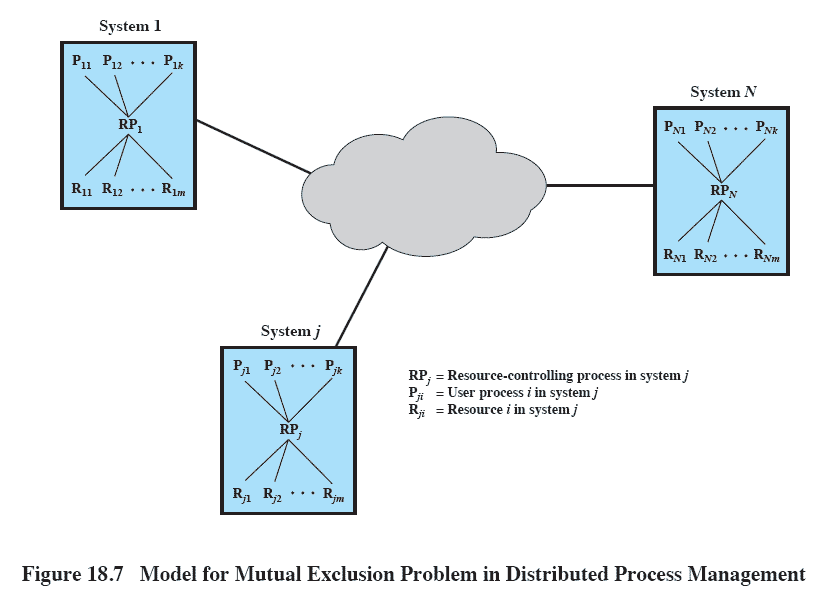 System 1
P11 P12 · · · P1k
RP1
R11 R12 · · · R1m
System N
PN1 PN2 · · · PNk
RPN
RN1 RN2 · · · RNm
System j
Pj1 Pj2 · · · Pjk
RPj
Rj1 Rj2 · · · Rjm
RPj = Resource-controlling process in system j
Pji = User process i in system j
Rji = Resource i in system j
Figure 18.7 Model for Mutual Exclusion Problem in Distributed Process Management